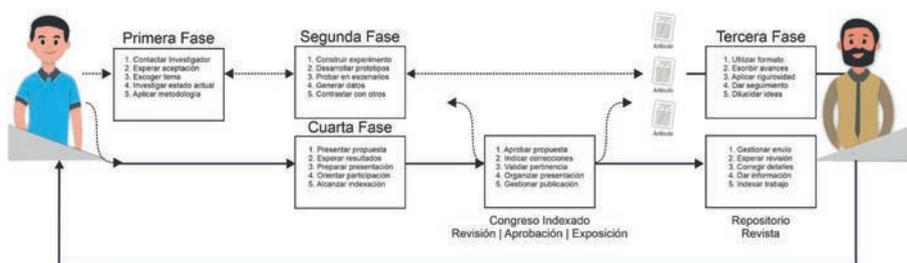 Primera Fase
1. Contactar Investigador
2. Esperar aceptación
3. Escoger tema
4. Investigar estado actual
5. Aplicar metodología
Segunda Fase
1. Construir experimento
2. Desarrollar prototipos
3. Probar en escenarios
4. Generar datos
5. Contrastar con otros
Artículo
Artículo
Artículo
Tercera Fase
1. Utilizar formato
2. Escribir avances
3. Aplicar rigurosidad
4. Dar seguimiento
5. Dilucidar ideas
Cuarta Fase
1. Presentar propuesta
2. Esperar resultados
3. Preparar presentación
4. Orientar participación
5. Alcanzar indexación
1. Aprobar propuesta
2. Indicar correcciones
3. Validar pertinencia
4. Organizar presentación
5. Gestionar publicación
Congreso Indexado
Revisión | Aprobación | Exposición
1. Gestionar envío
2. Esperar revisión
3. Corregir detalles
4. Dar información
5. Indexar trabajo
Repositorio
Revista